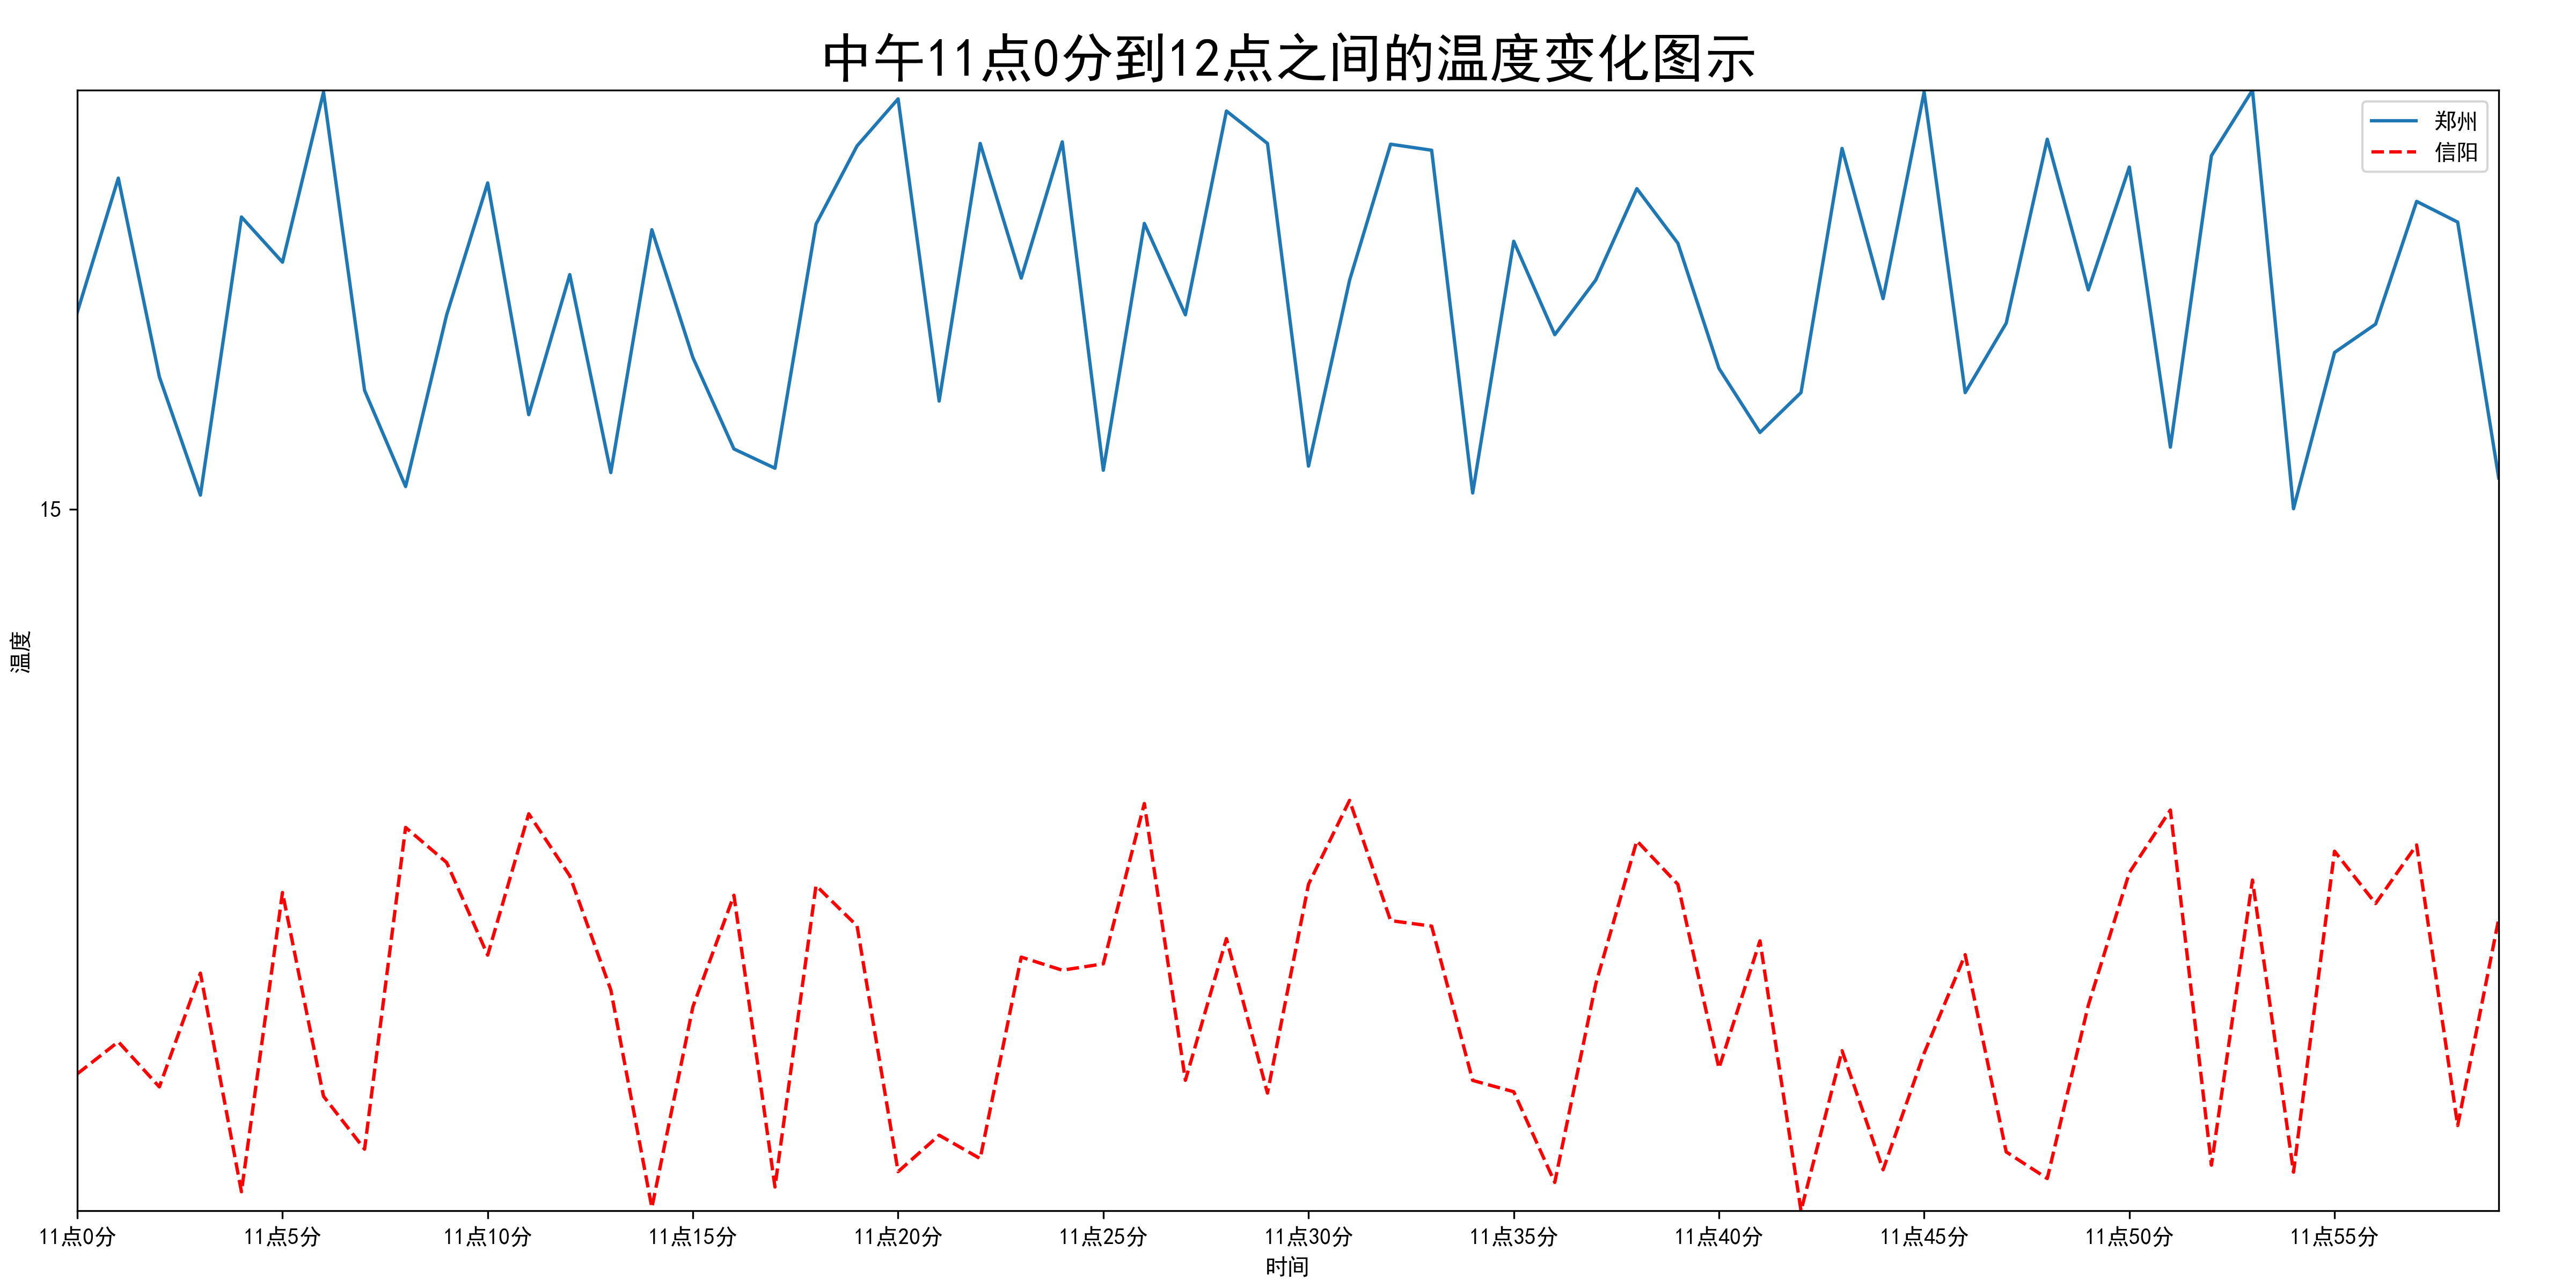 中午11点0分到12点之间的温度变化图示
郑州
信阳
15
温度
11点0分
11点5分
11点10分
11点15分
11点20分
11点25分
11点30分
11点35分
11点40分
11点45分
11点50分
11点55分
时间